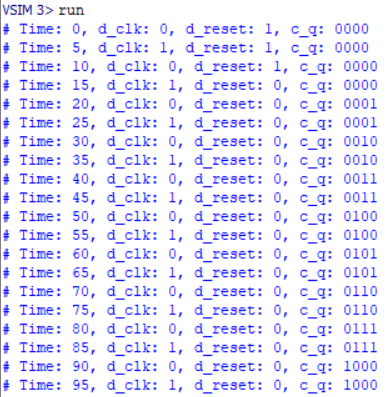 VSIM 3> run
# Time: 0, d_clk: 0, d_reset: 1, c_q: 0000
# Time: 5, d_clk: 1, d_reset: 1, c_q: 0000
# Time: 10, d_clk: 0, d_reset: 1, c_q: 0000
# Time: 15, d_clk: 1, d_reset: 0, c_q: 0000
# Time: 20, d_clk: 0, d_reset: 0, c_q: 0001
# Time: 25, d_clk: 1, d_reset: 0, c_q: 0001
# Time: 30, d_clk: 0, d_reset: 0, c_q: 0010
# Time: 35, d_clk: 1, d_reset: 0, c_q: 0010
# Time: 40, d_clk: 0, d_reset: 0, c_q: 0011
# Time: 45, d_clk: 1, d_reset: 0, c_q: 0011
# Time: 50, d_clk: 0, d_reset: 0, c_q: 0100
# Time: 55, d_clk: 1, d_reset: 0, c_q: 0100
# Time: 60, d_clk: 0, d_reset: 0, c_q: 0101
# Time: 65, d_clk: 1, d_reset: 0, c_q: 0101
# Time: 70, d_clk: 0, d_reset: 0, c_q: 0110
# Time: 75, d_clk: 1, d_reset: 0, c_q: 0110
# Time: 80, d_clk: 0, d_reset: 0, c_q: 0111
# Time: 85, d_clk: 1, d_reset: 0, c_q: 0111
# Time: 90, d_clk: 0, d_reset: 0, c_q: 1000
# Time: 95, d_clk: 1, d_reset: 0, c_q: 1000